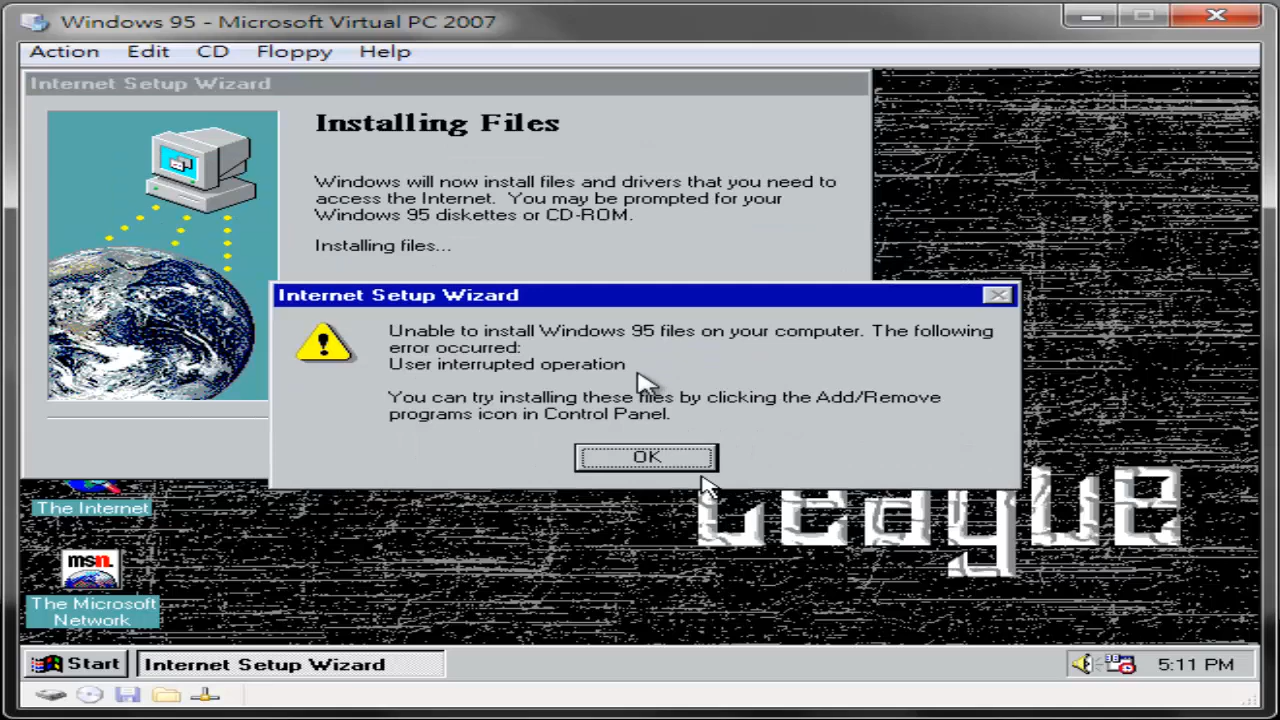 Windows 95 - Microsoft Virtual PC 2007
Action Edit CD Floppy Help
Internet Setup Wizard
Installing Files
Windows will now install files and drivers that you need to
access the Internet. You may be prompted for your
Windows 95 diskettes or CD-ROM.
Installing files...
Internet Setup Wizard
Unable to install Windows 95 files on your computer. The following
error occurred:
User interrupted operation
You can try installing these files by clicking the Add/Remove
programs icon in Control Panel.
OK
League
The Internet
msn.
The Microsoft
Network
Start Internet Setup Wizard 5:11 PM